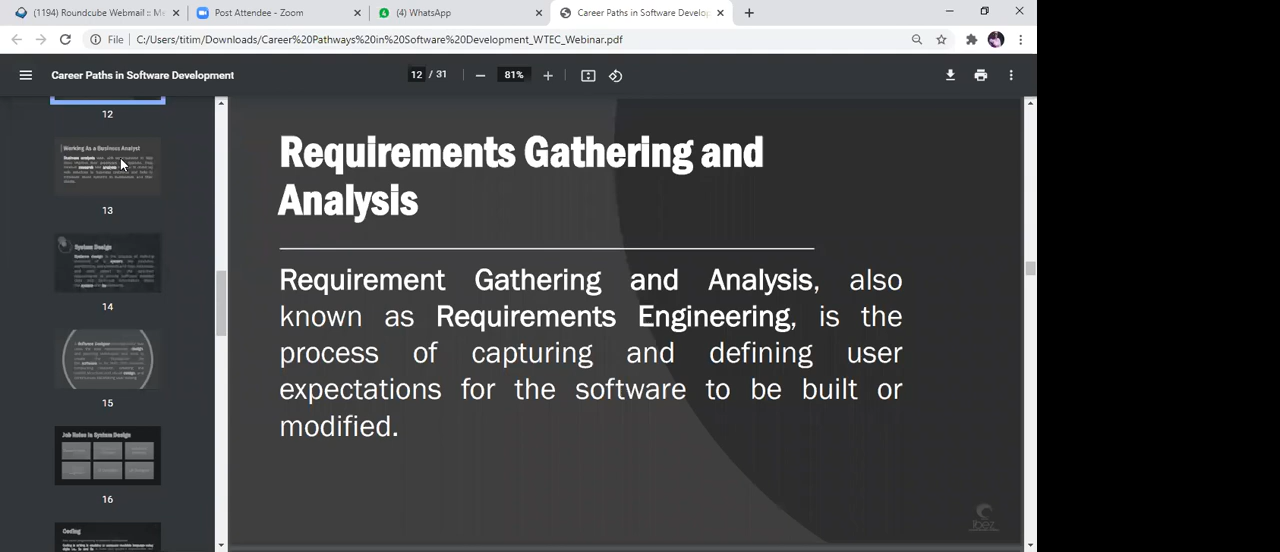 (1194) Roundcube Webmail :: Me
Post Attendee - Zoom
(4) WhatsApp
Career Paths in Software Develop
File
C:/Users/titim/Downloads/Career%20Pathways%20in%20Software%20Development_WTEC_Webinar.pdf
Career Paths in Software Development
12 / 31
81%
12
Working As a Business Analyst
13
System Design
14
15
Job Roles in System Design
16
Coding
Requirements Gathering and
Analysis
Requirement Gathering and Analysis, also
known as Requirements Engineering, is the
process of capturing and defining user
expectations for the software to be built or
modified.
Jbez